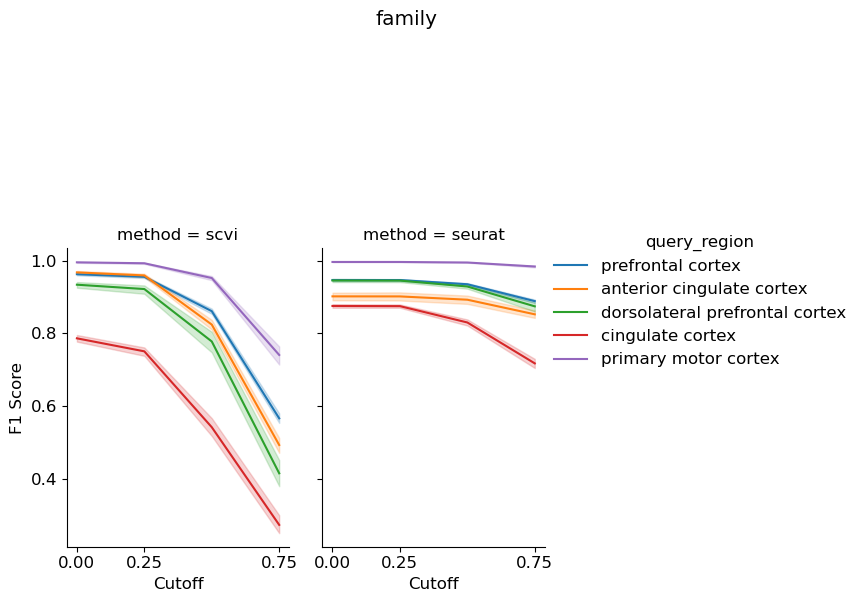 family
method = scvi
method = seurat
query_region
prefrontal cortex
anterior cingulate cortex
dorsolateral prefrontal cortex
cingulate cortex
primary motor cortex
1.0
0.8
0.6
0.4
F1 Score
0.00
0.25
0.75
0.00
0.25
0.75
Cutoff
Cutoff